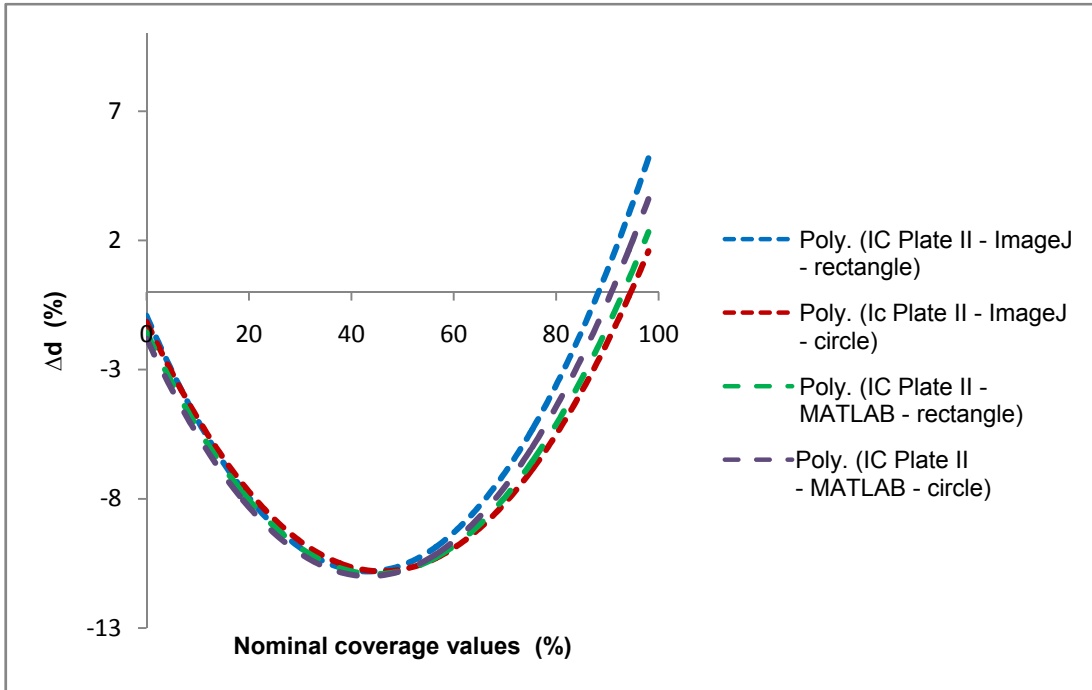 7
2
-3
-8
-13
0
20
40
60
80
100
Δd (%)
Nominal coverage values (%)
Poly. (IC Plate II - ImageJ
- rectangle)
Poly. (Ic Plate II - ImageJ
- circle)
Poly. (IC Plate II -
MATLAB - rectangle)
Poly. (IC Plate II
- MATLAB - circle)